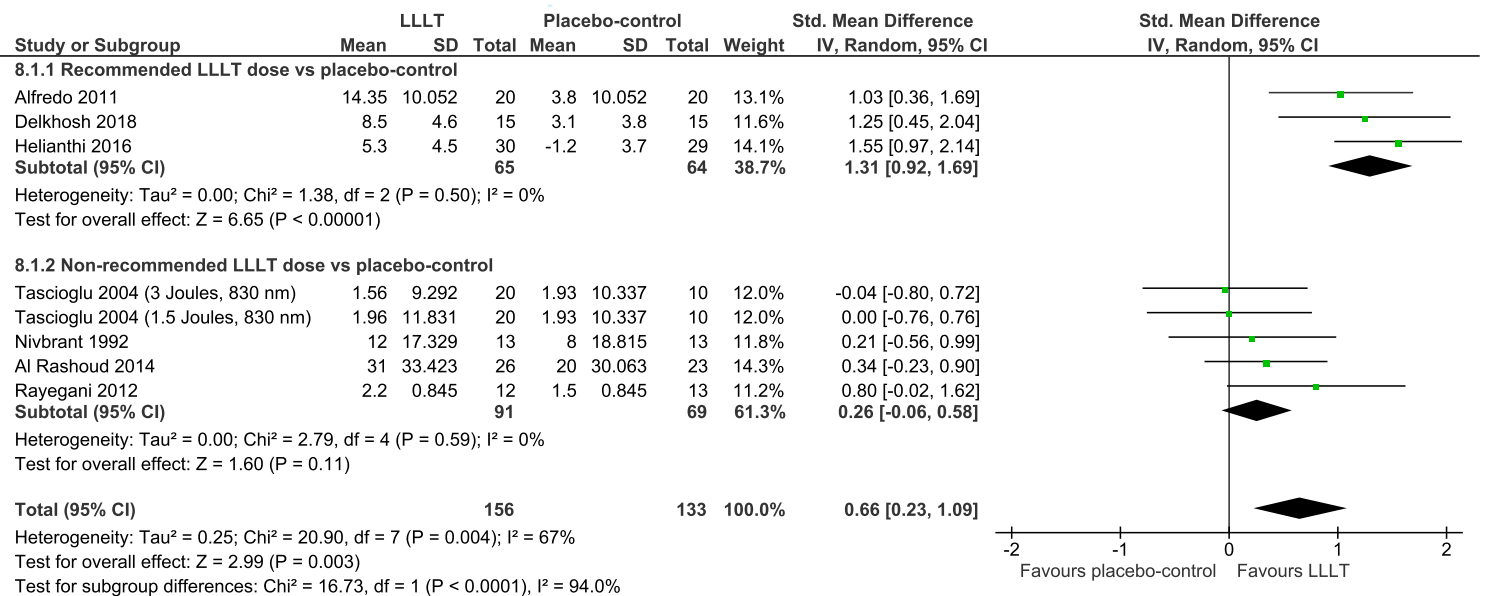 LLLT Placebo-control Std. Mean Difference Std. Mean Difference
Study or Subgroup Mean SD Total Mean SD Total Weight IV, Random, 95% CI IV, Random, 95% CI
8.1.1 Recommended LLLT dose vs placebo-control
Alfredo 2011 14.35 10.052 20 3.8 10.052 20 13.1% 1.03 [0.36, 1.69]
Delkhosh 2018 8.5 4.6 15 3.1 3.8 15 11.6% 1.25 [0.45, 2.04]
Helianthi 2016 5.3 4.5 30 -1.2 3.7 29 14.1% 1.55 [0.97, 2.14]
Subtotal (95% CI) 65 64 38.7% 1.31 [0.92, 1.69]
Heterogeneity: Tau² = 0.00; Chi² = 1.38, df = 2 (P = 0.50); I² = 0%
Test for overall effect: Z = 6.65 (P < 0.00001)
8.1.2 Non-recommended LLLT dose vs placebo-control
Tascioglu 2004 (3 Joules, 830 nm) 1.56 9.292 20 1.93 10.337 10 12.0% -0.04 [-0.80, 0.72]
Tascioglu 2004 (1.5 Joules, 830 nm) 1.96 11.831 20 1.93 10.337 10 12.0% 0.00 [-0.76, 0.76]
Nivbrant 1992 12 17.329 13 8 18.815 13 11.8% 0.21 [-0.56, 0.99]
Al Rashoud 2014 31 33.423 26 20 30.063 23 14.3% 0.34 [-0.23, 0.90]
Rayegani 2012 2.2 0.845 12 1.5 0.845 13 11.2% 0.80 [-0.02, 1.62]
Subtotal (95% CI) 91 69 61.3% 0.26 [-0.06, 0.58]
Heterogeneity: Tau² = 0.00; Chi² = 2.79, df = 4 (P = 0.59); I² = 0%
Test for overall effect: Z = 1.60 (P = 0.11)
Total (95% CI) 156 133 100.0% 0.66 [0.23, 1.09]
Heterogeneity: Tau² = 0.25; Chi² = 20.90, df = 7 (P = 0.004); I² = 67%
Test for overall effect: Z = 2.99 (P = 0.003)
Test for subgroup differences: Chi² = 16.73, df = 1 (P < 0.0001), I² = 94.0%
-2 -1 0 1 2
Favours placebo-control Favours LLLT